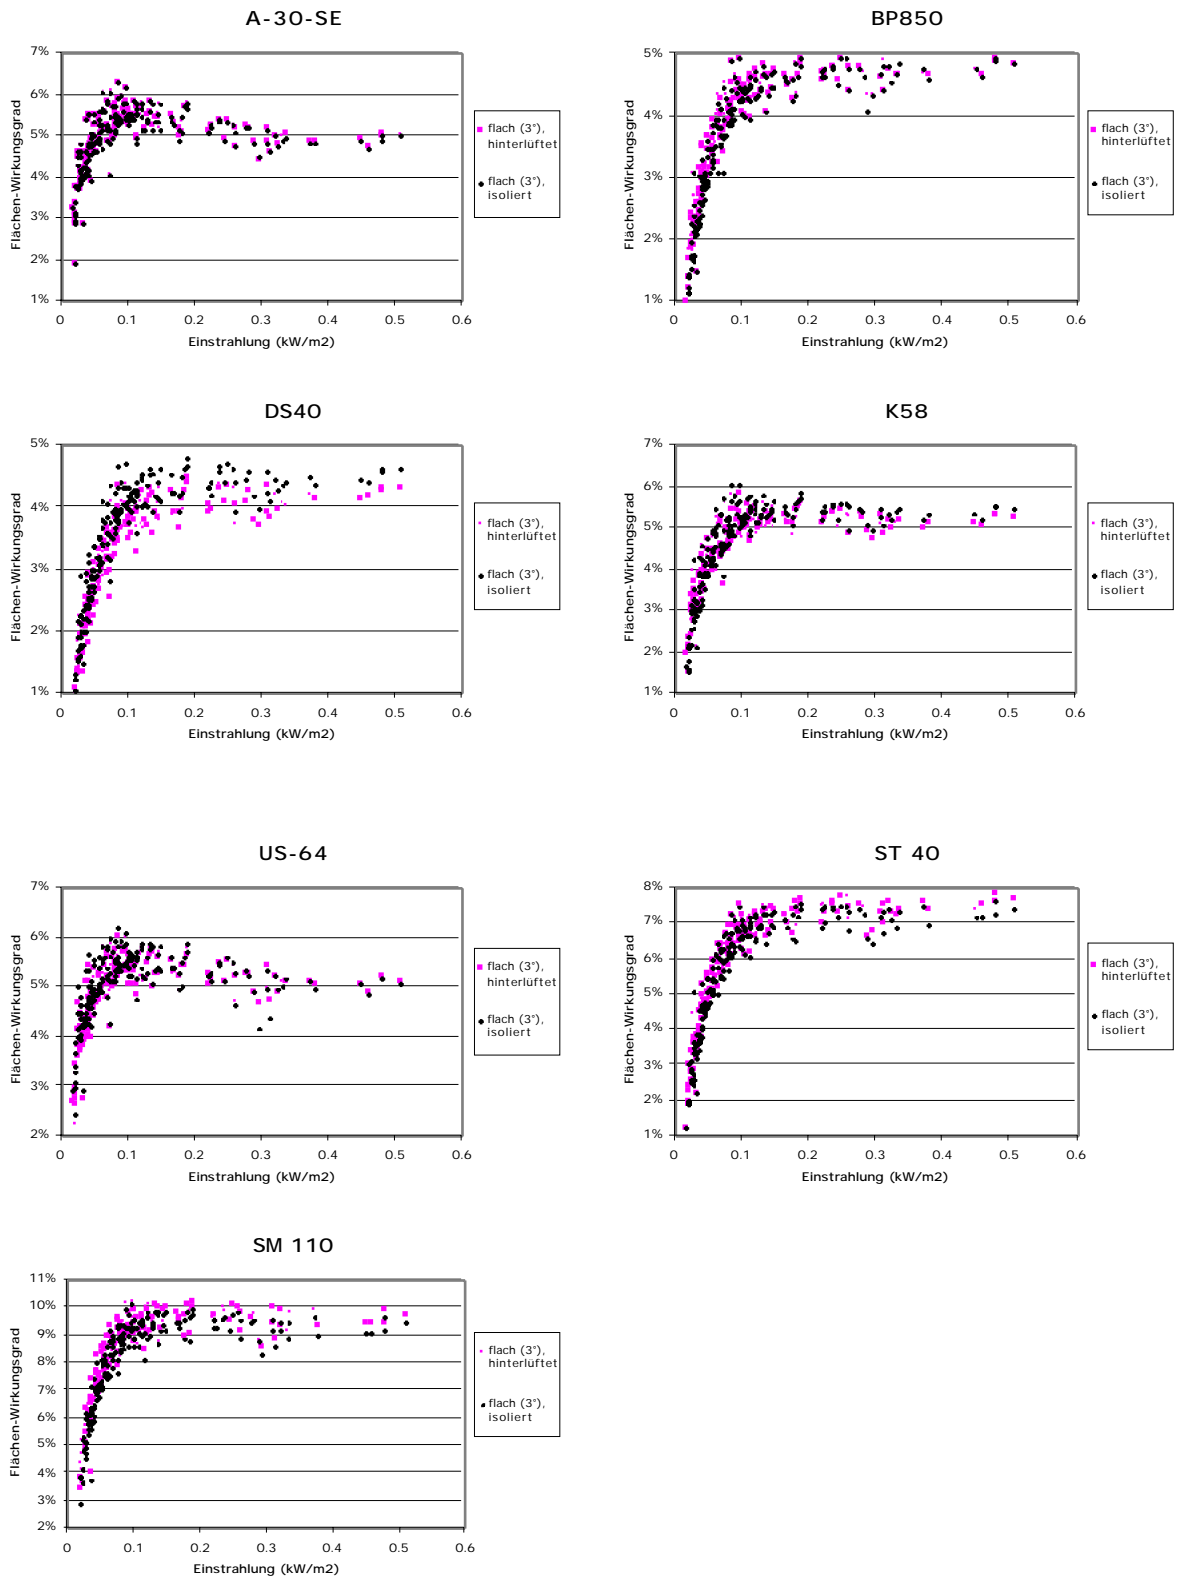 A-30-SE
7%
6%
5%
4%
3%
2%
1%
Flächen-Wirkungsgrad
0 0.1 0.2 0.3 0.4 0.5 0.6
Einstrahlung (kW/m2)
flach (3°),
hinterlüftet
flach (3°),
isoliert
BP850
5%
4%
3%
2%
1%
Flächen-Wirkungsgrad
0 0.1 0.2 0.3 0.4 0.5 0.6
Einstrahlung (kW/m2)
flach (3°),
hinterlüftet
flach (3°),
isoliert
DS40
5%
4%
3%
2%
1%
Flächen-Wirkungsgrad
0 0.1 0.2 0.3 0.4 0.5 0.6
Einstrahlung (kW/m2)
flach (3°),
hinterlüftet
flach (3°),
isoliert
K58
7%
6%
5%
4%
3%
2%
1%
Flächen-Wirkungsgrad
0 0.1 0.2 0.3 0.4 0.5 0.6
Einstrahlung (kW/m2)
flach (3°),
hinterlüftet
flach (3°),
isoliert
US-64
7%
6%
5%
4%
3%
2%
Flächen-Wirkungsgrad
0 0.1 0.2 0.3 0.4 0.5 0.6
Einstrahlung (kW/m2)
flach (3°),
hinterlüftet
flach (3°),
isoliert
ST 40
8%
7%
6%
5%
4%
3%
2%
1%
Flächen-Wirkungsgrad
0 0.1 0.2 0.3 0.4 0.5 0.6
Einstrahlung (kW/m2)
flach (3°),
hinterlüftet
flach (3°),
isoliert
SM 110
11%
10%
9%
8%
7%
6%
5%
4%
3%
2%
Flächen-Wirkungsgrad
0 0.1 0.2 0.3 0.4 0.5 0.6
Einstrahlung (kW/m2)
flach (3°),
hinterlüftet
flach (3°),
isoliert